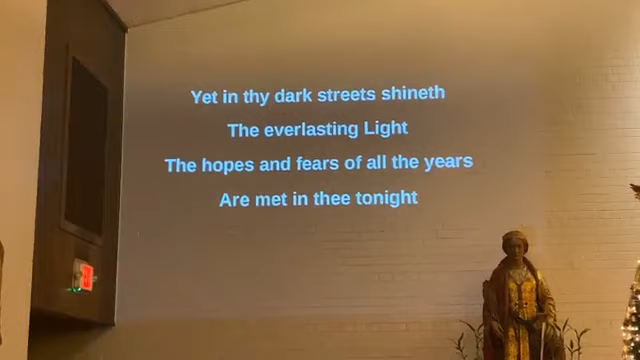 Yet in thy dark streets shineth
The everlasting Light
The hopes and fears of all the years
Are met in thee tonight